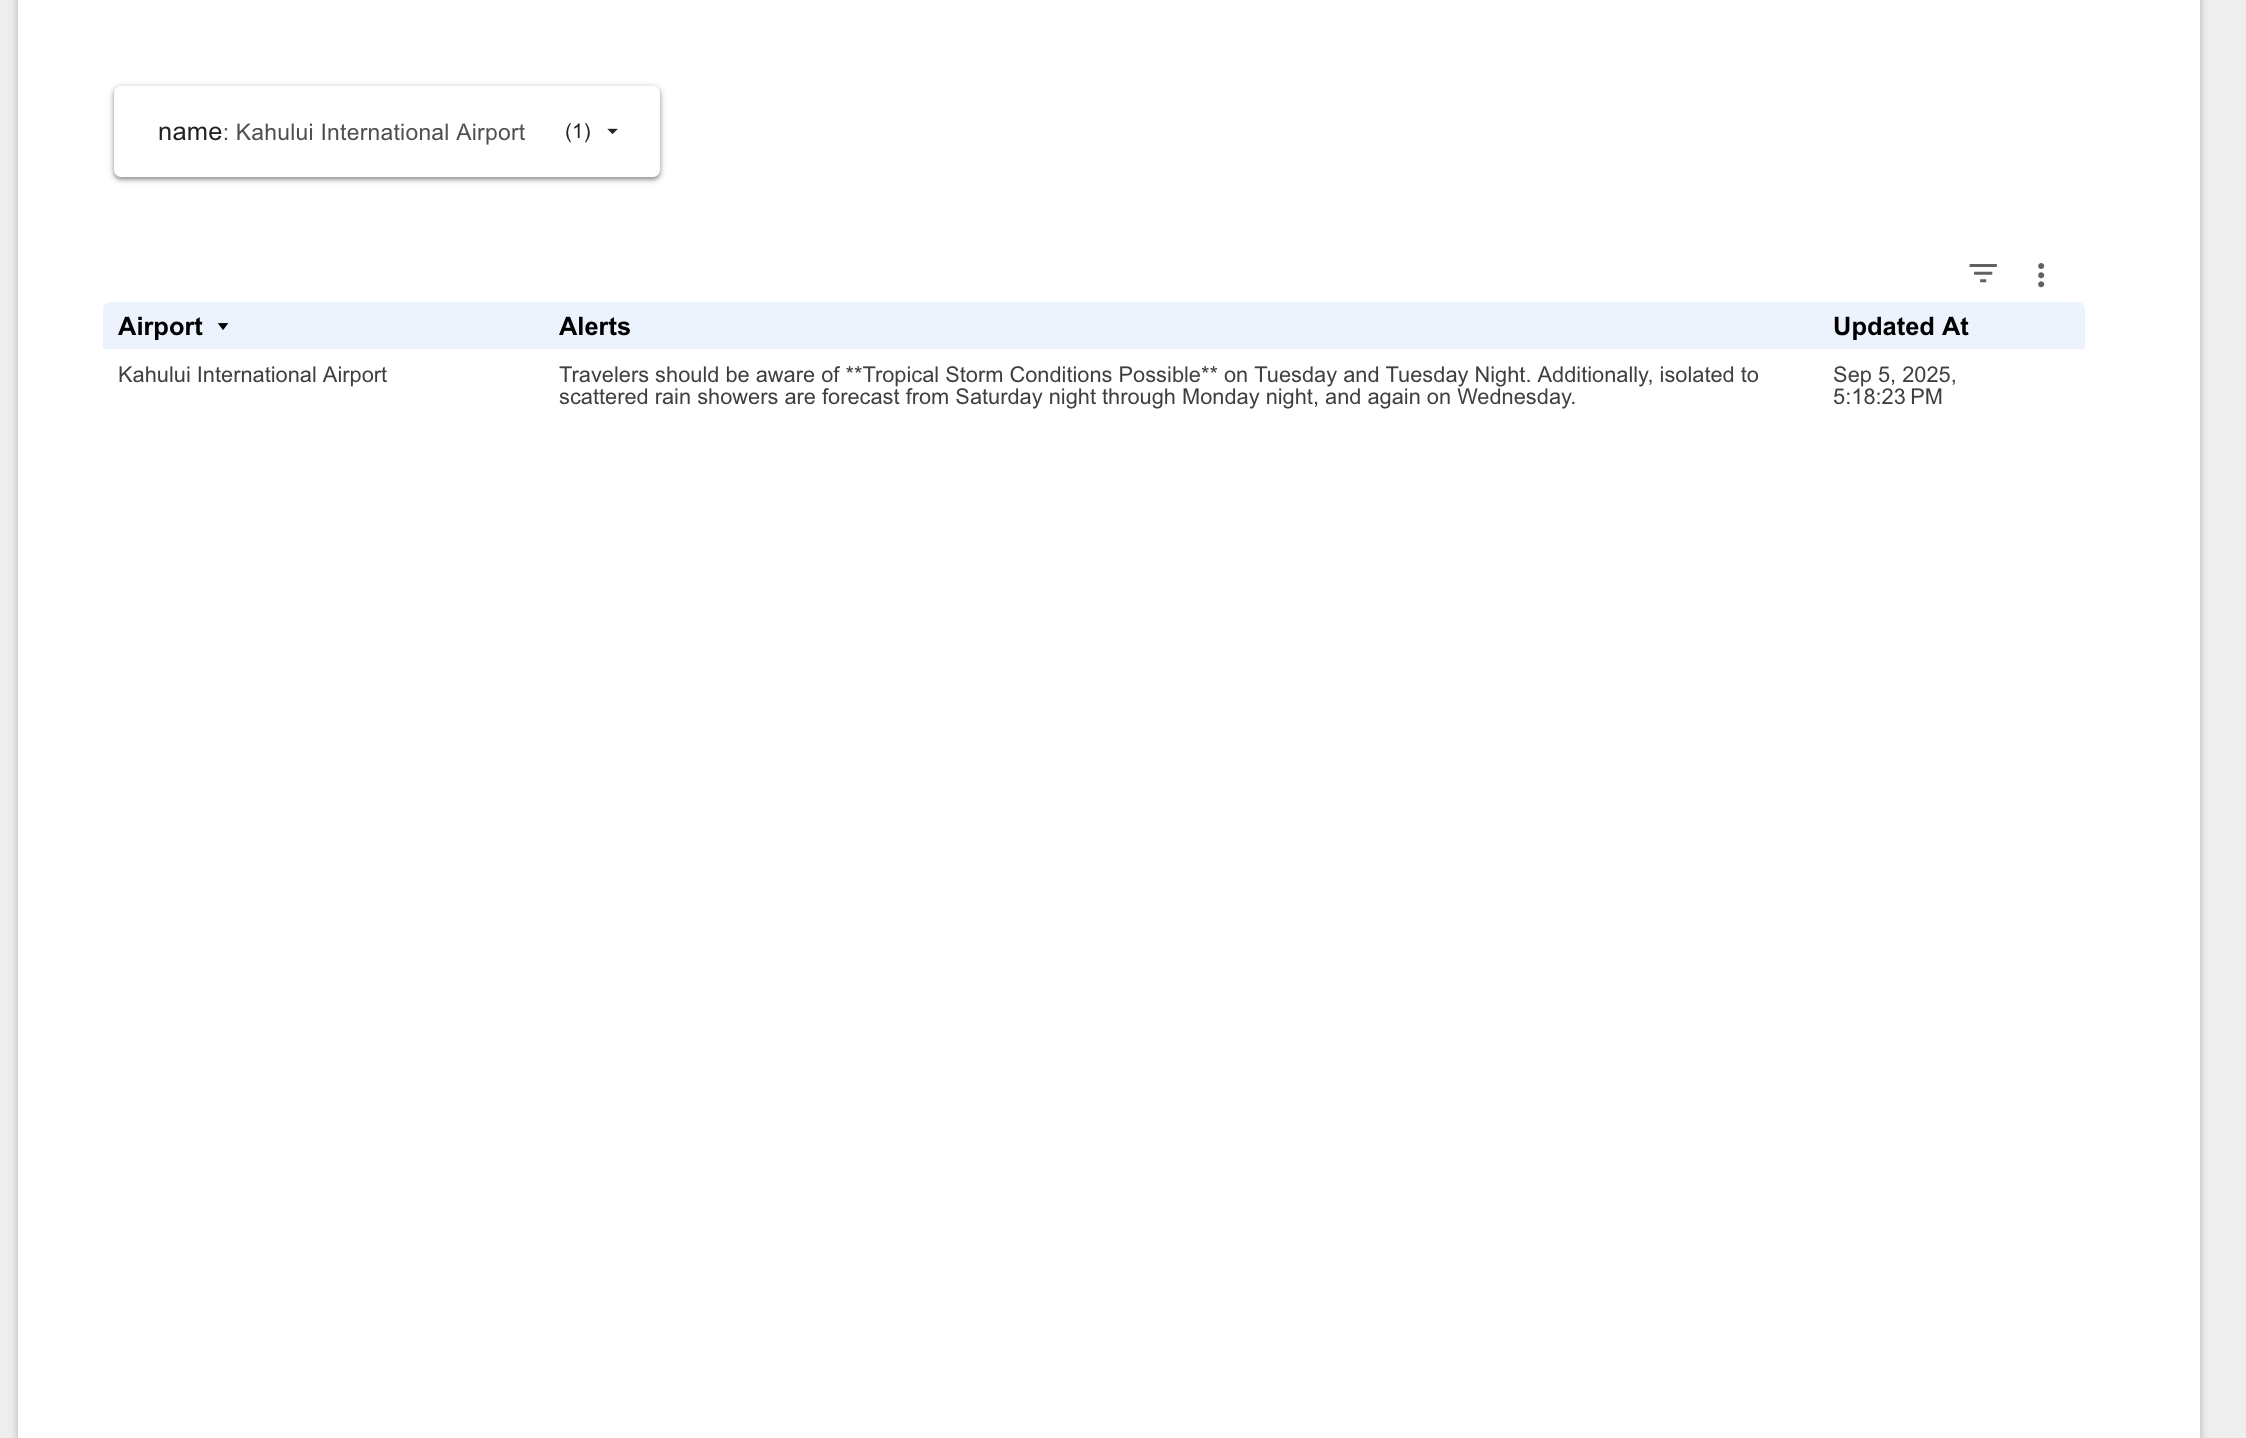 name: Kahului International Airport (1)
Airport Alerts Updated At
Kahului International Airport Travelers should be aware of **Tropical Storm Conditions Possible** on Tuesday and Tuesday Night. Additionally, isolated to Sep 5, 2025,
scattered rain showers are forecast from Saturday night through Monday night, and again on Wednesday. 5:18:23 PM